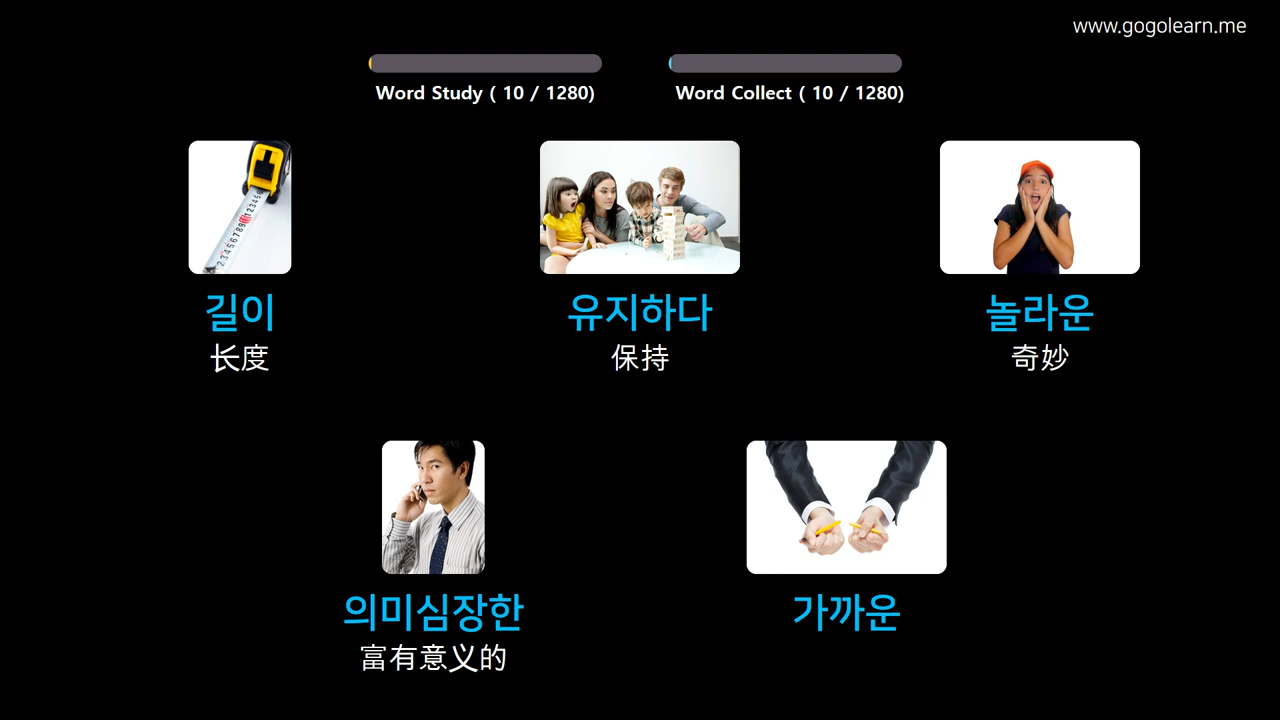 www.gogolearn.me
Word Study ( 10 / 1280)
Word Collect ( 10 / 1280)
길이
长度
유지하다
保持
놀라운
奇妙
의미심장한
富有意义的
가까운